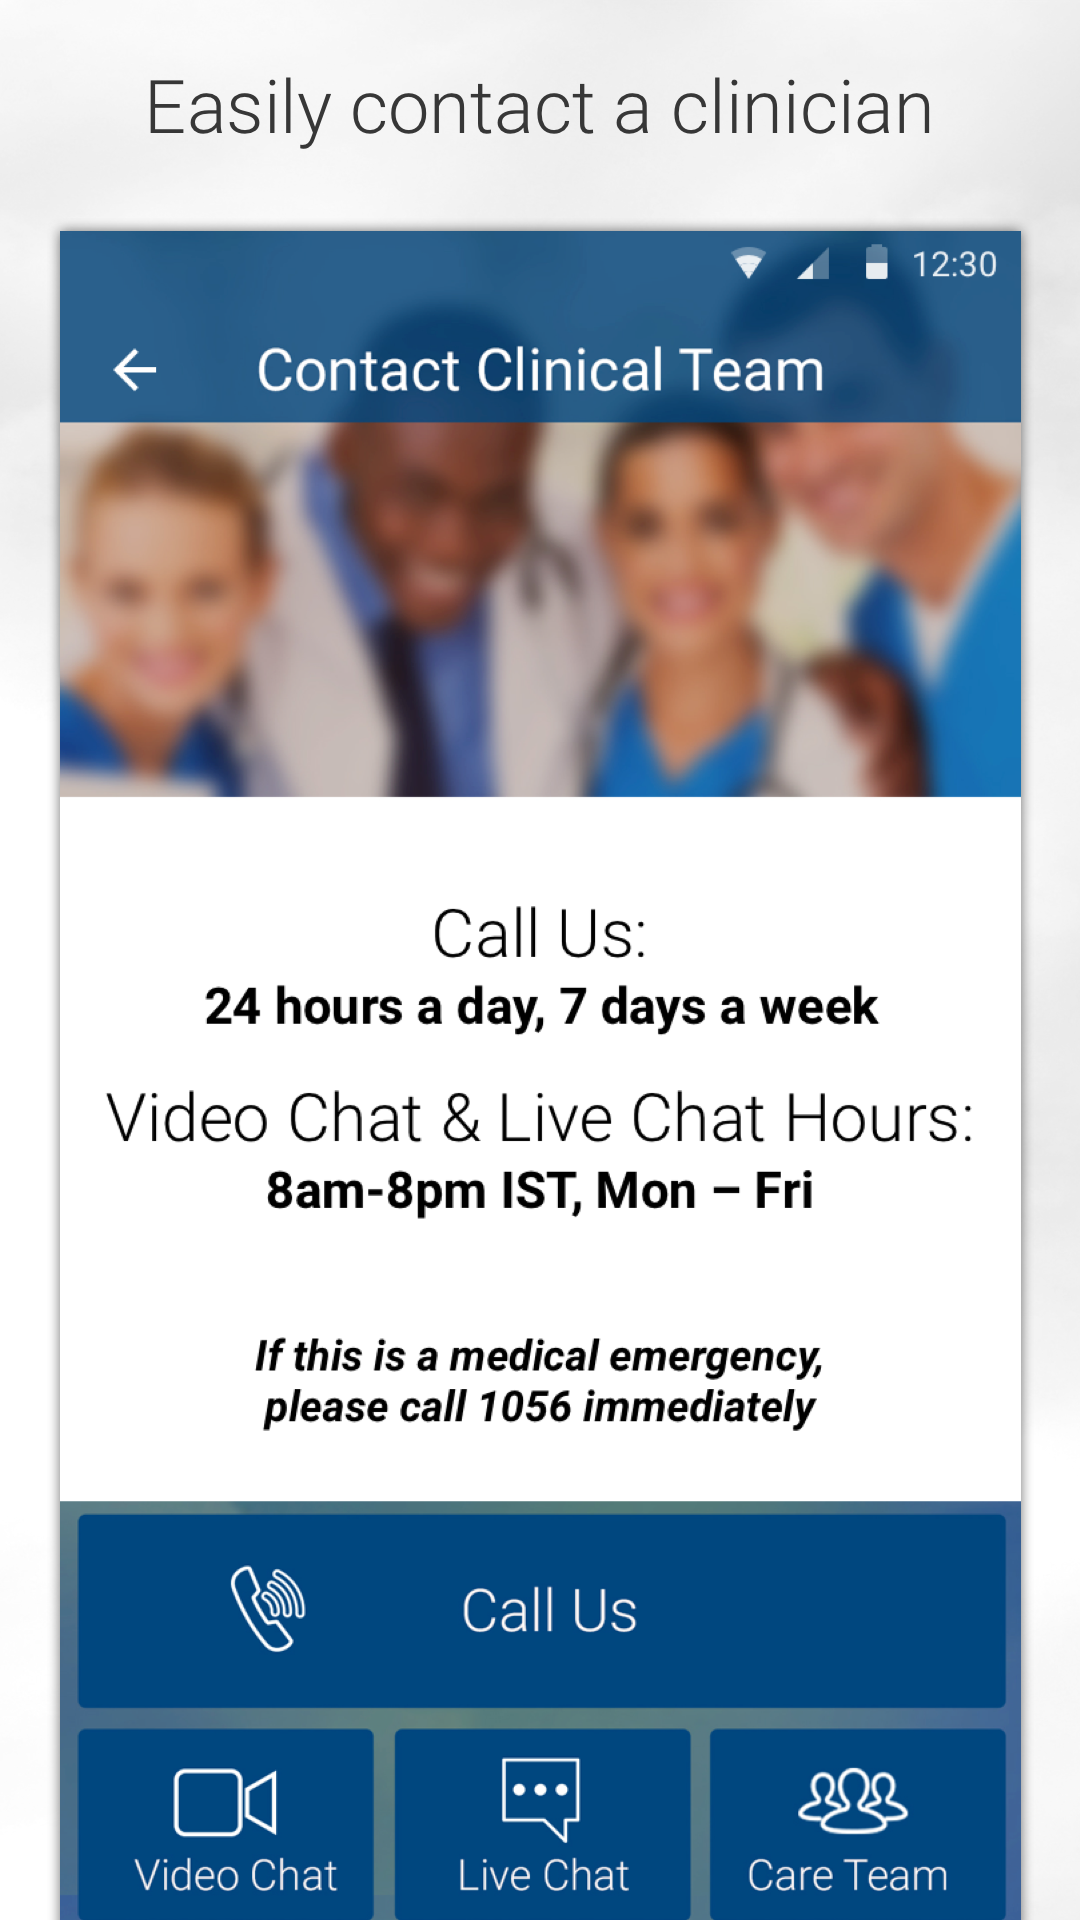 Easily contact a clinician
12:30
Contact Clinical Team
Call Us:
24 hours a day, 7 days a week
Video Chat & Live Chat Hours:
8am-8pm IST, Mon – Fri
If this is a medical emergency,
please call 1056 immediately
Call Us
Video Chat
Live Chat
Care Team